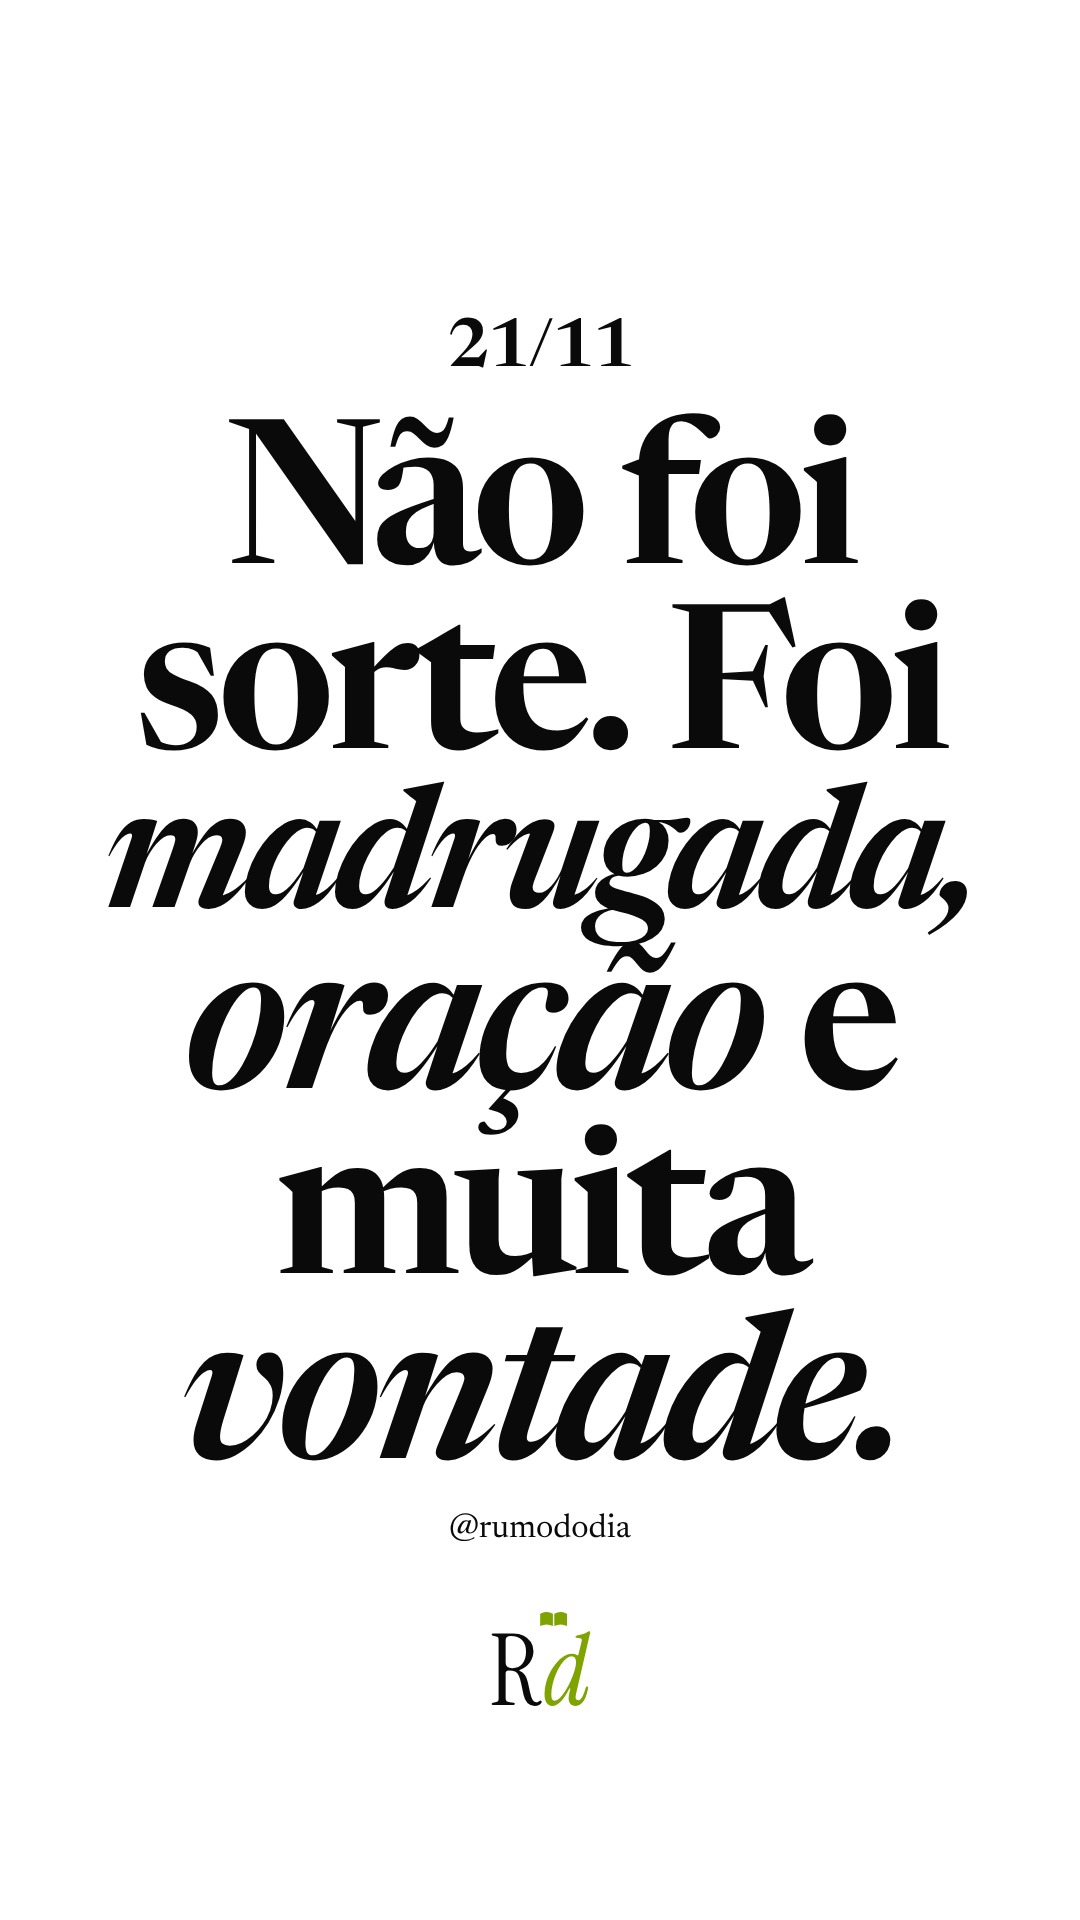 21/11
Não foi
sorte. Foi
madrugada,
oração e
muita
vontade.
@rumododia
Rd